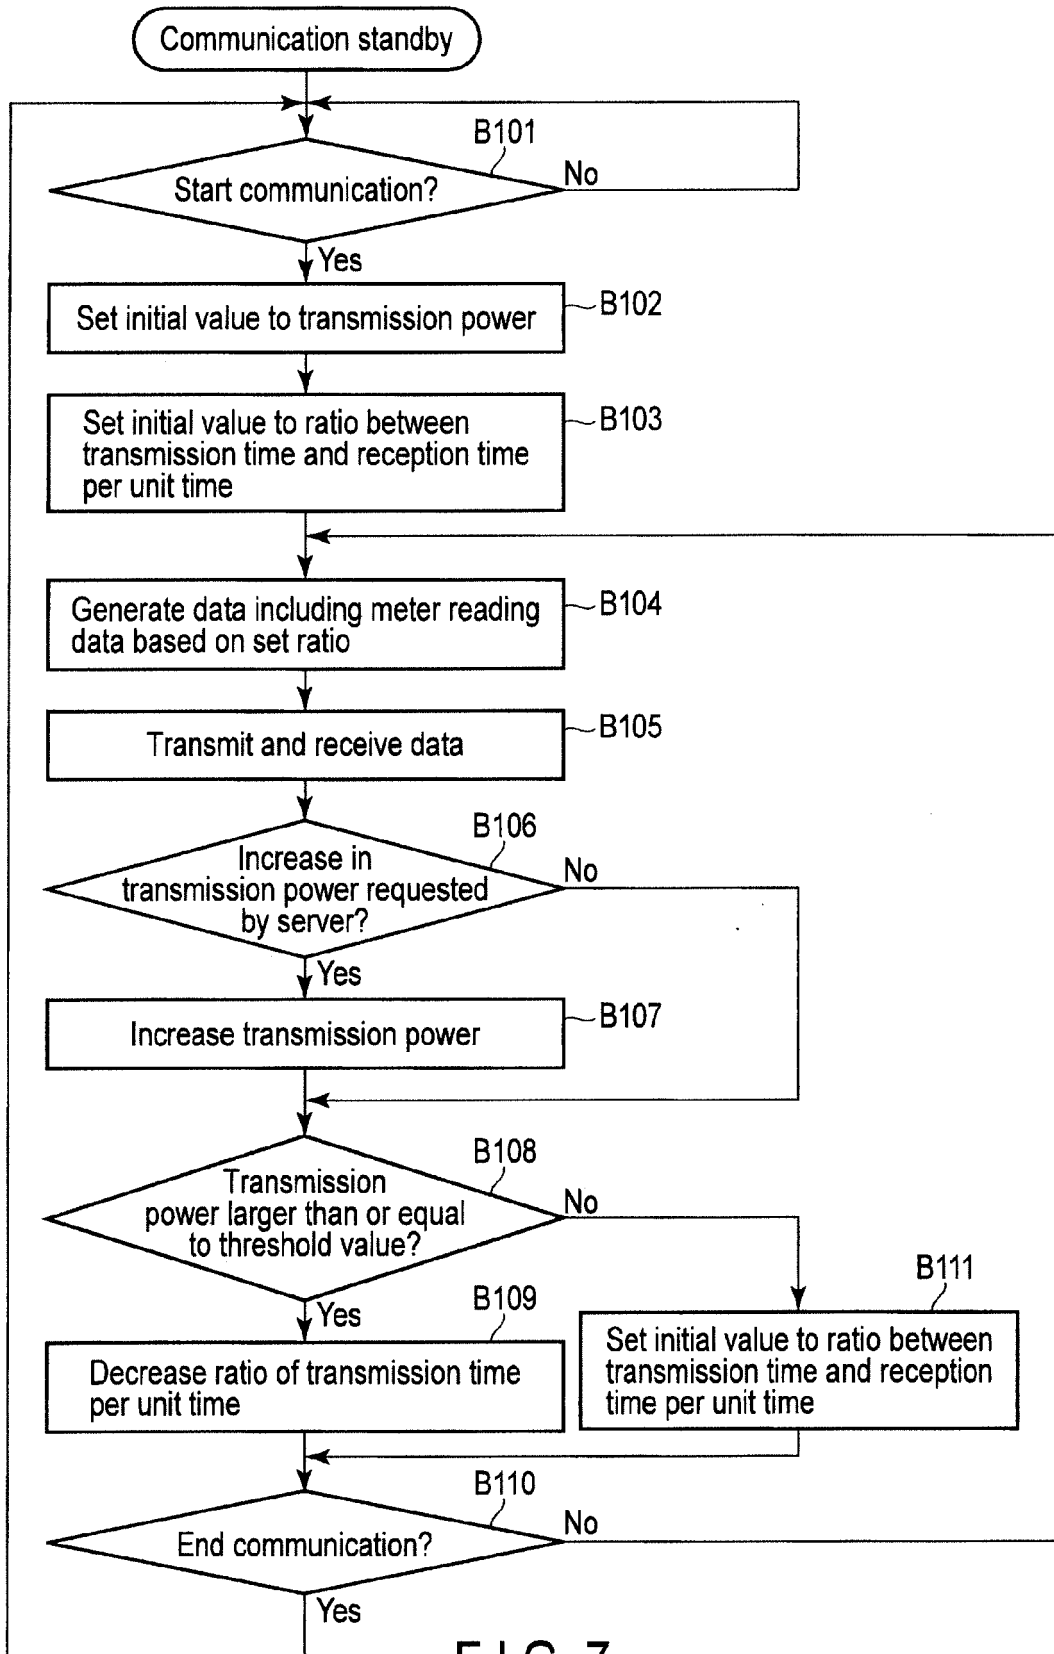 Communication standby
B101
Start communication?
No
Yes
Set initial value to transmission power
B102
Set initial value to ratio between
transmission time and reception time
per unit time
B103
Generate data including meter reading
data based on set ratio
B104
Transmit and receive data
B105
B106
Increase in
transmission power requested
by server?
No
Yes
Increase transmission power
B107
B108
Transmission
power larger than or equal
to threshold value?
No
Yes
B109
Decrease ratio of transmission time
per unit time
B111
Set initial value to ratio between
transmission time and reception
time per unit time
B110
End communication?
No
Yes